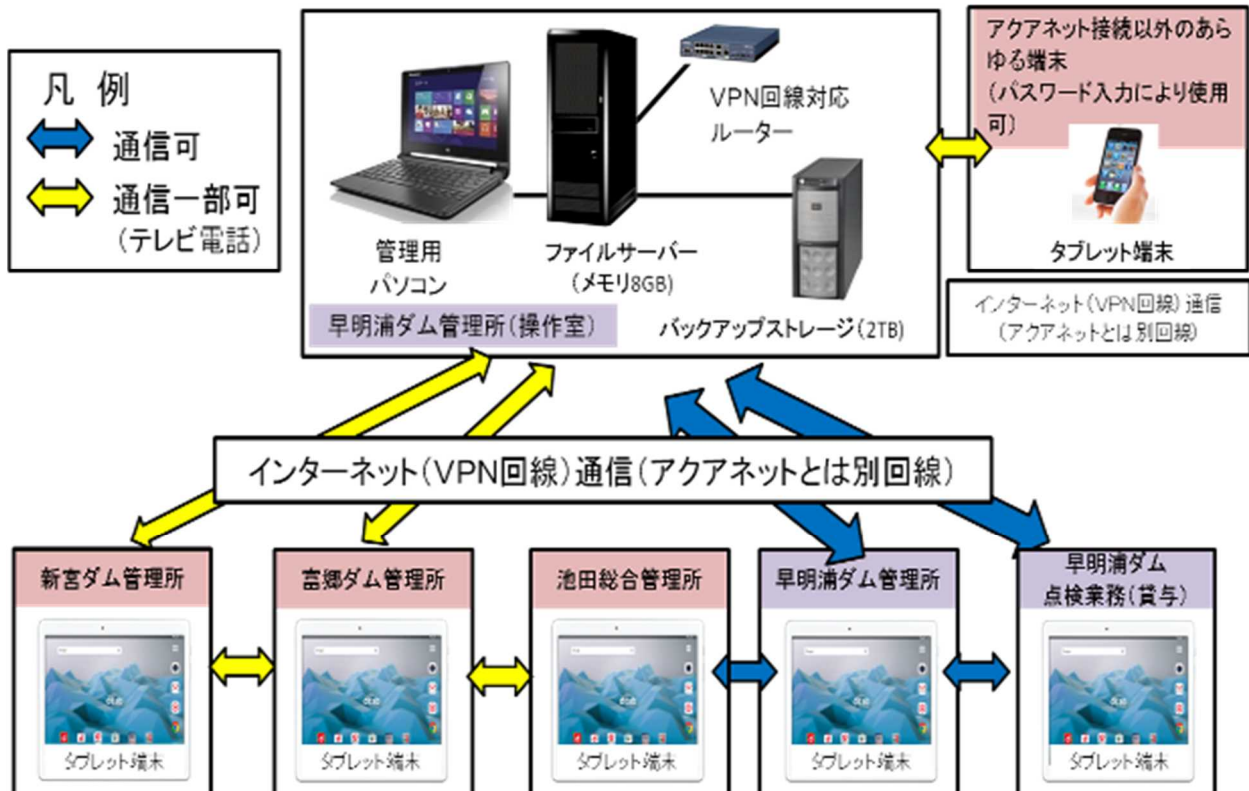 凡 例
通信可
通信一部可
(テレビ電話)
管理用
パソコン
ファイルサーバー
(メモリ8GB)
VPN回線対応
ルーター
バックアップストレージ(2TB)
早明浦ダム管理所(操作室)
アクアネット接続以外のあら
ゆる端末
(パスワード入力により使用
可)
タブレット端末
インターネット(VPN回線)通信
(アクアネットとは別回線)
インターネット(VPN回線)通信(アクアネットとは別回線)
新宮ダム管理所
タブレット端末
富郷ダム管理所
タブレット端末
池田総合管理所
タブレット端末
早明浦ダム管理所
タブレット端末
早明浦ダム
点検業務(貸与)
タブレット端末